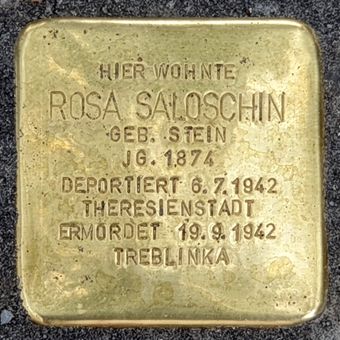 HIER WOHNTE
ROSA SALOSCHIN
GEB. STEIN
JG. 1874
DEPORTIERT 6.7.1942
THERESIENSTADT
ERMORDET 19.9.1942
TREBLINKA